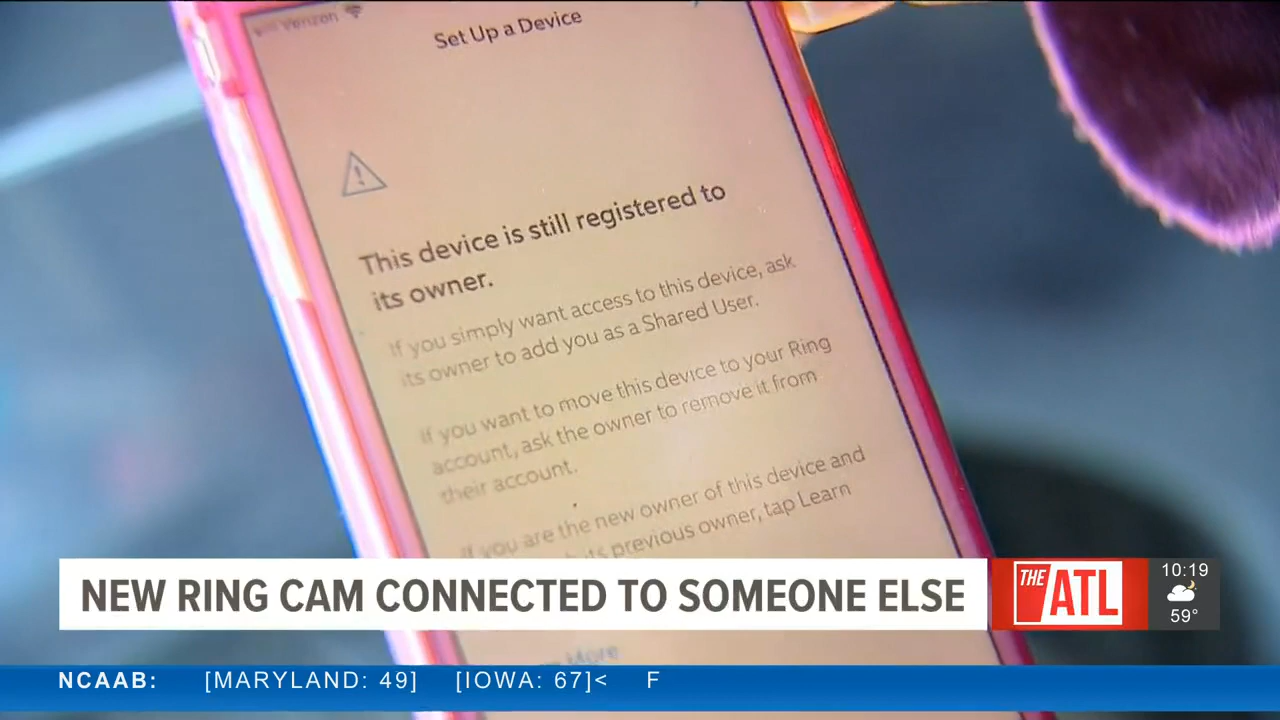 Verizon
Set Up a Device
This device is still registered to
its owner.
If you simply want access to this device, ask
its owner to add you as a Shared User.
If you want to move this device to your Ring
account, ask the owner to remove it from
their account.
If you are the new owner of this device and
its previous owner, tap Learn
More
NEW RING CAM CONNECTED TO SOMEONE ELSE
THE ATL
10:19
59°
NCAAB: [MARYLAND: 49] [IOWA: 67]< F